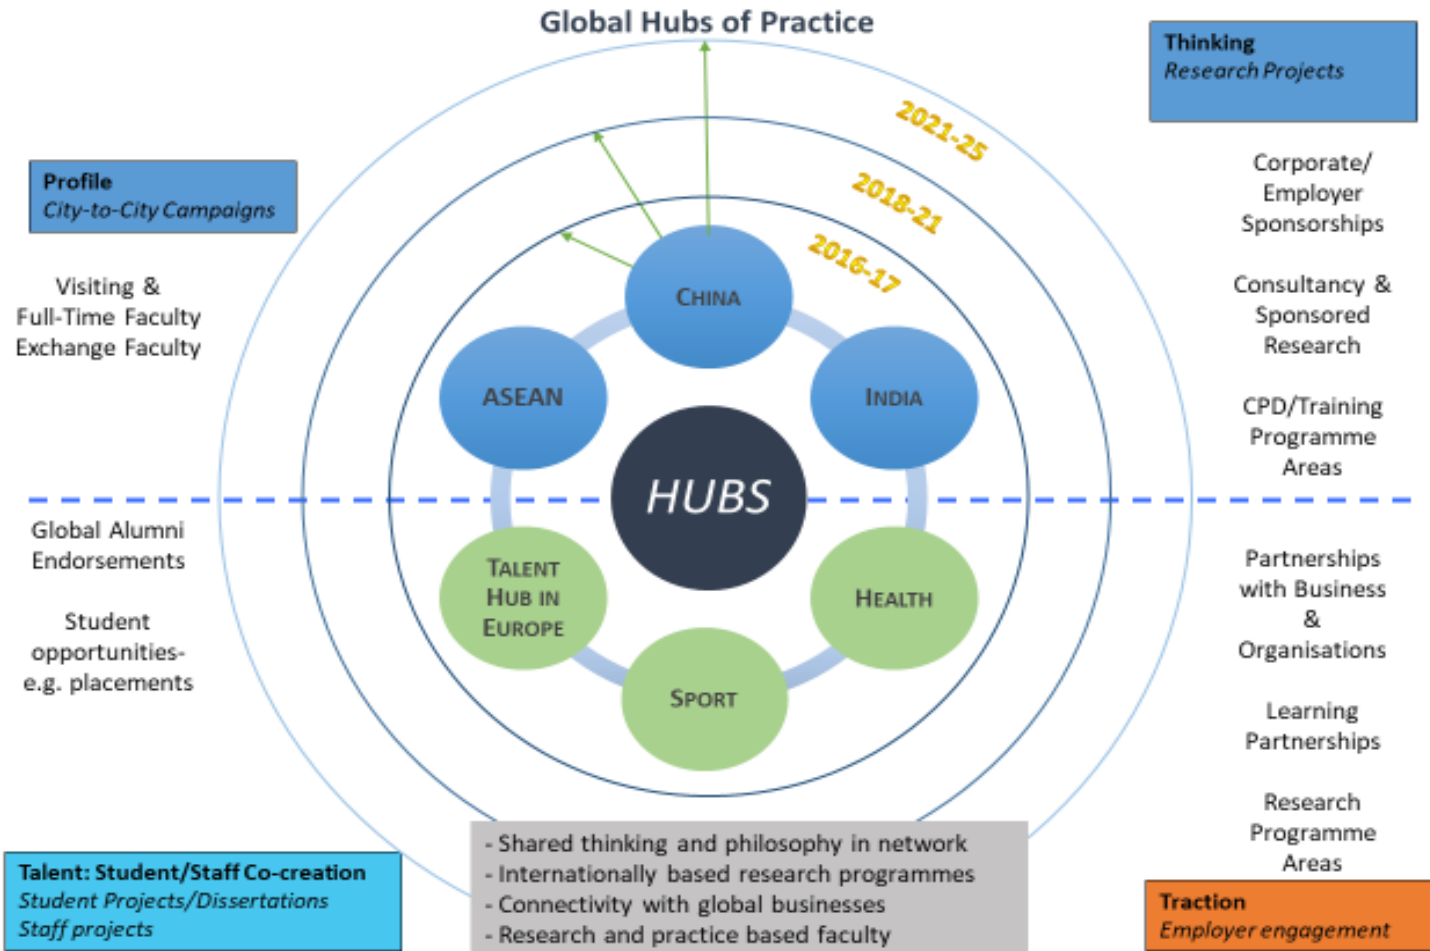 Global Hubs of Practice
Thinking
Research Projects
Profile
City-to-City Campaigns
2021-25
2018-21
2016-17
Visiting &
Full-Time Faculty
Exchange Faculty
Corporate/
Employer
Sponsorships
Consultancy &
Sponsored
Research
CPD/Training
Programme
Areas
CHINA
ASEAN
INDIA
HUBS
TALENT
HUB IN
EUROPE
HEALTH
SPORT
Global Alumni
Endorsements
Student
opportunities-
e.g. placements
Partnerships
with Business
&
Organisations
Learning
Partnerships
Research
Programme
Areas
Talent: Student/Staff Co-creation
Student Projects/Dissertations
Staff projects
- Shared thinking and philosophy in network
- Internationally based research programmes
- Connectivity with global businesses
- Research and practice based faculty
Traction
Employer engagement